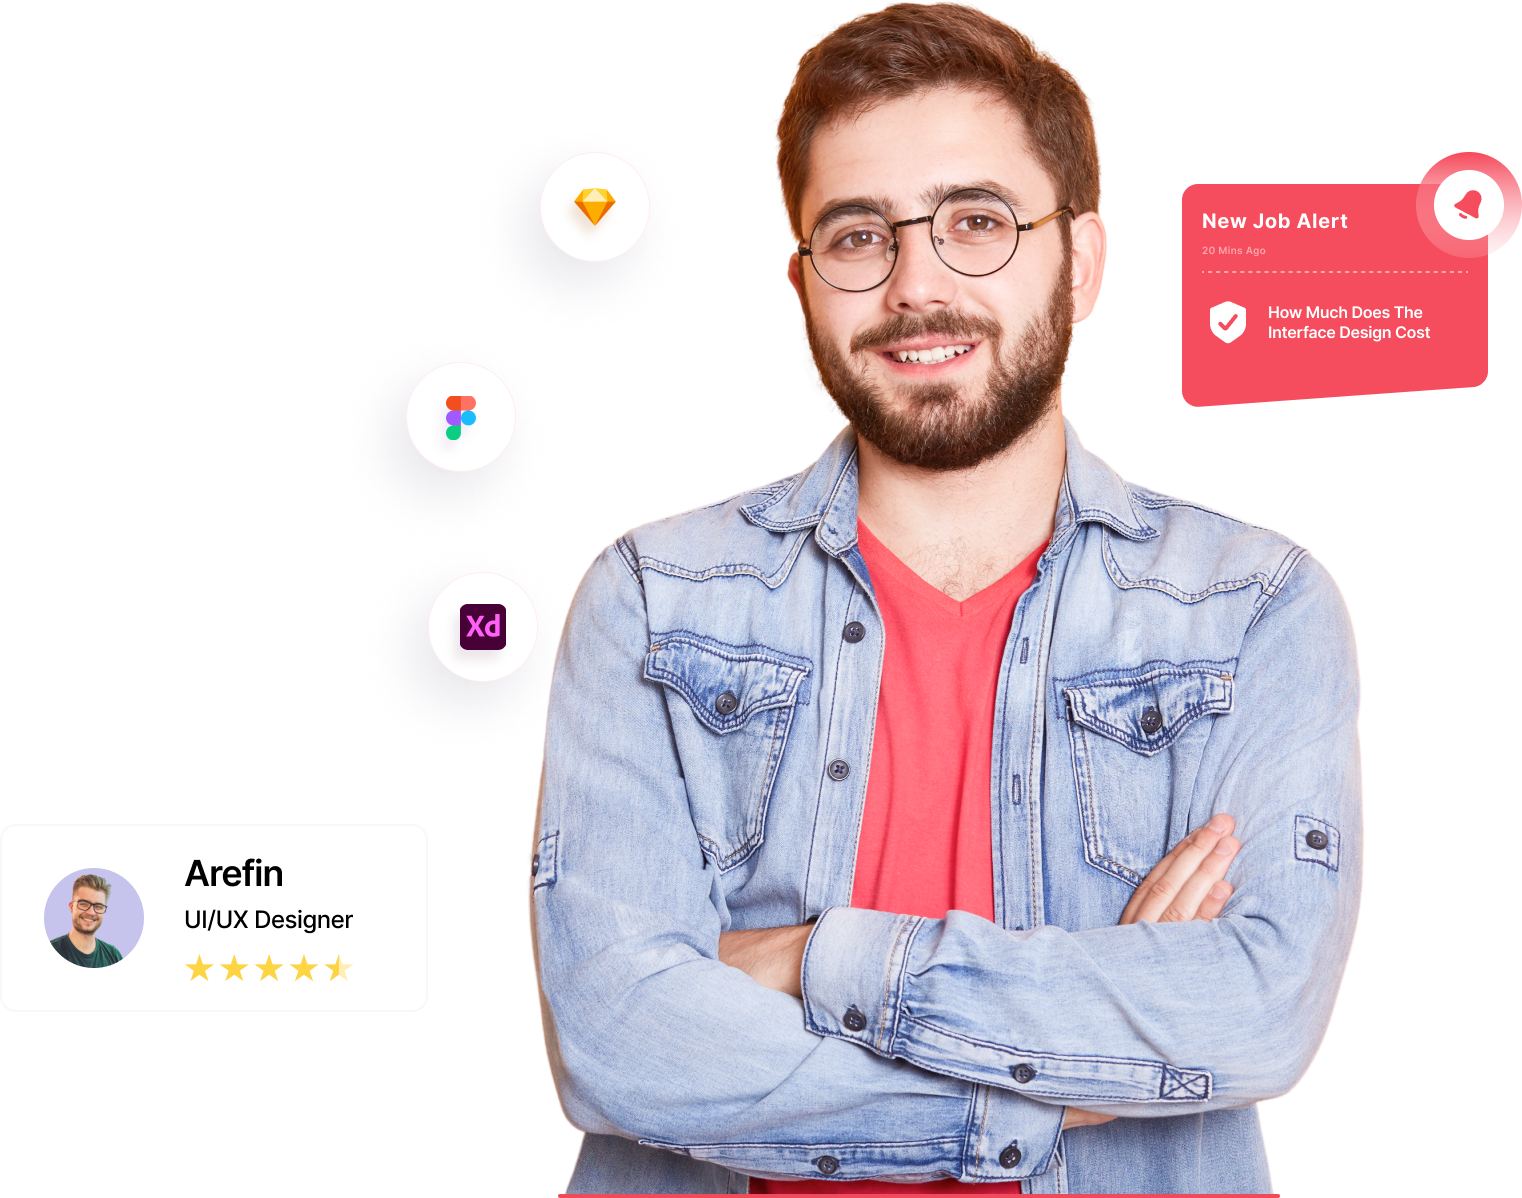 New Job Alert
20 Mins Ago
How Much Does The
Interface Design Cost
Xd
Arefin
UI/UX Designer